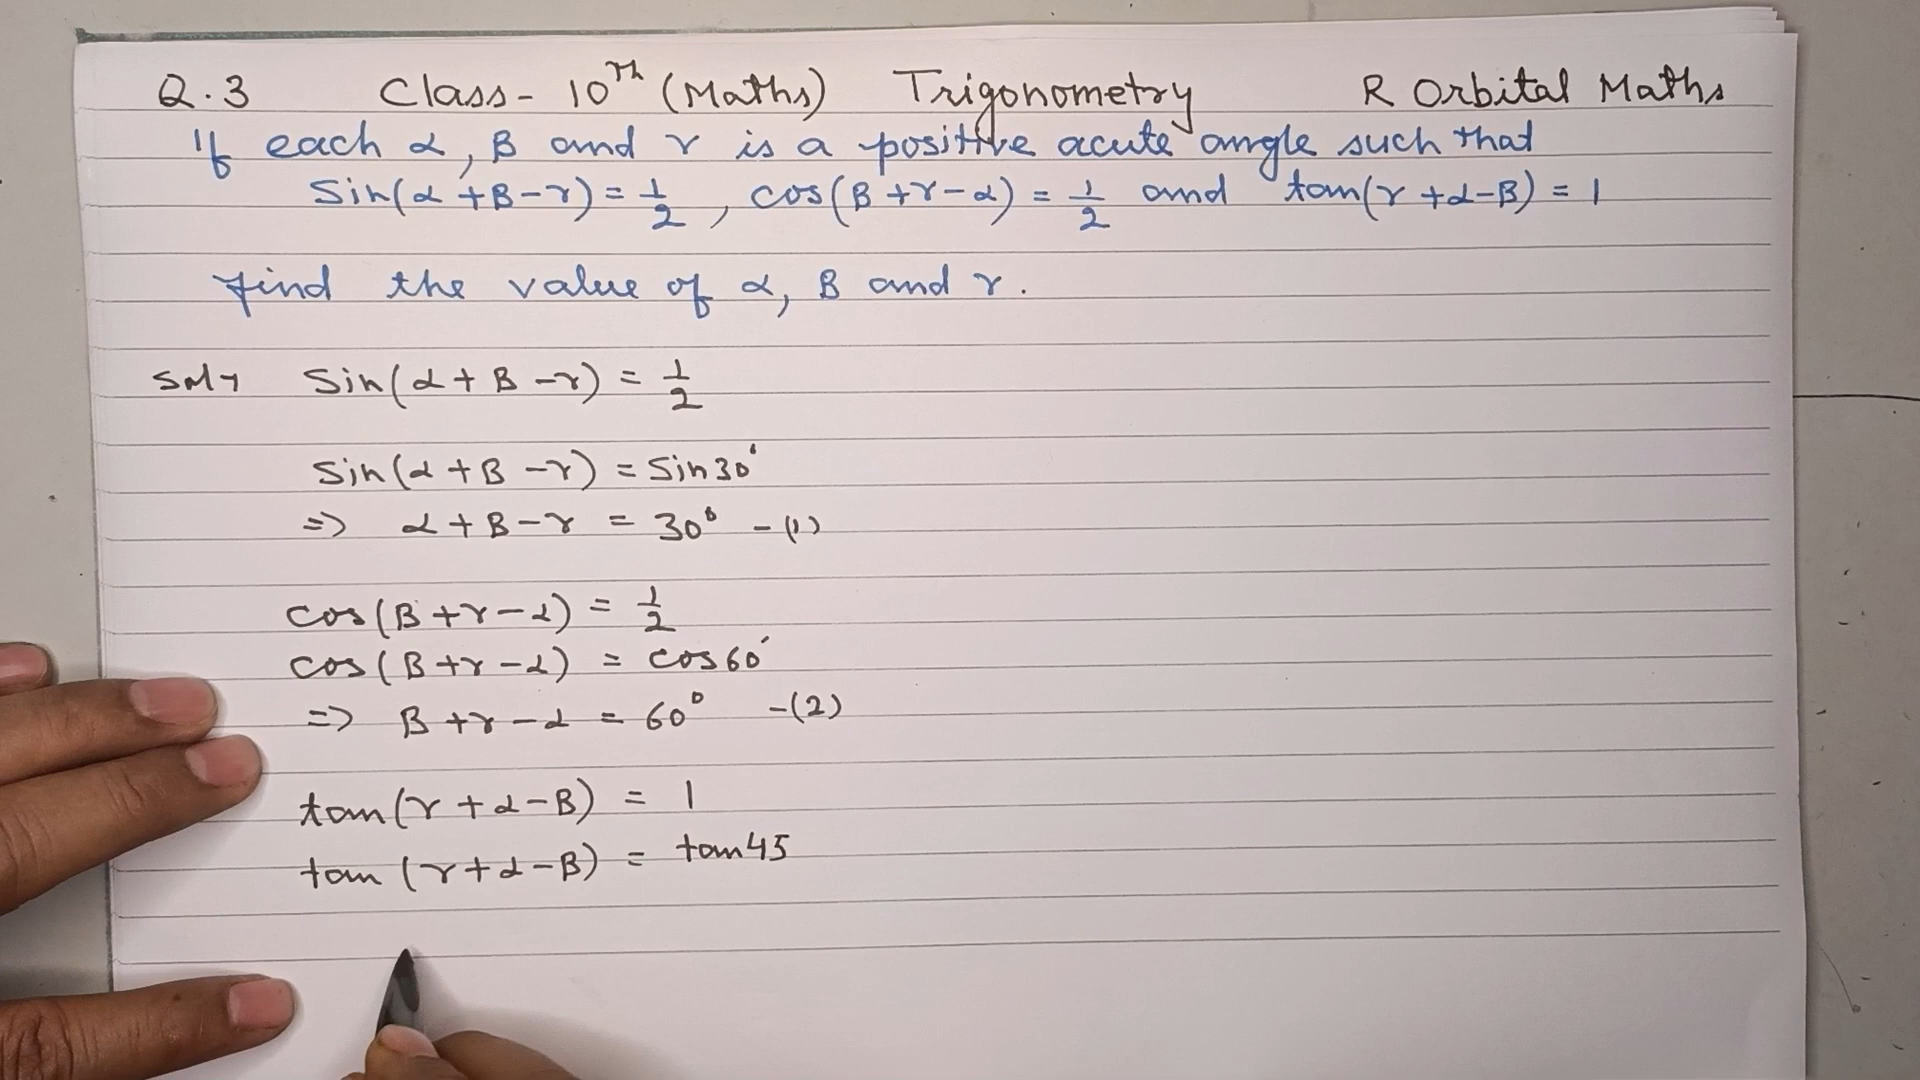 Q.3 Class- 10Th (Maths) Trigonometry R Orbital Maths
If each α, β and γ is a positive acute angle such that
Sin(α+β-γ) = 1/2, cos(β+γ-α) = 1/2 and tan(γ+α-β) = 1
find the value of α, β and γ.
Soln Sin(α+β-γ) = 1/2
Sin(α+β-γ) = Sin30°
=> α+β-γ = 30° -(1)
cos(β+γ-α) = 1/2
cos(β+γ-α) = cos60°
=> β+γ-α = 60° -(2)
tan(γ+α-β) = 1
tan(γ+α-β) = tan45